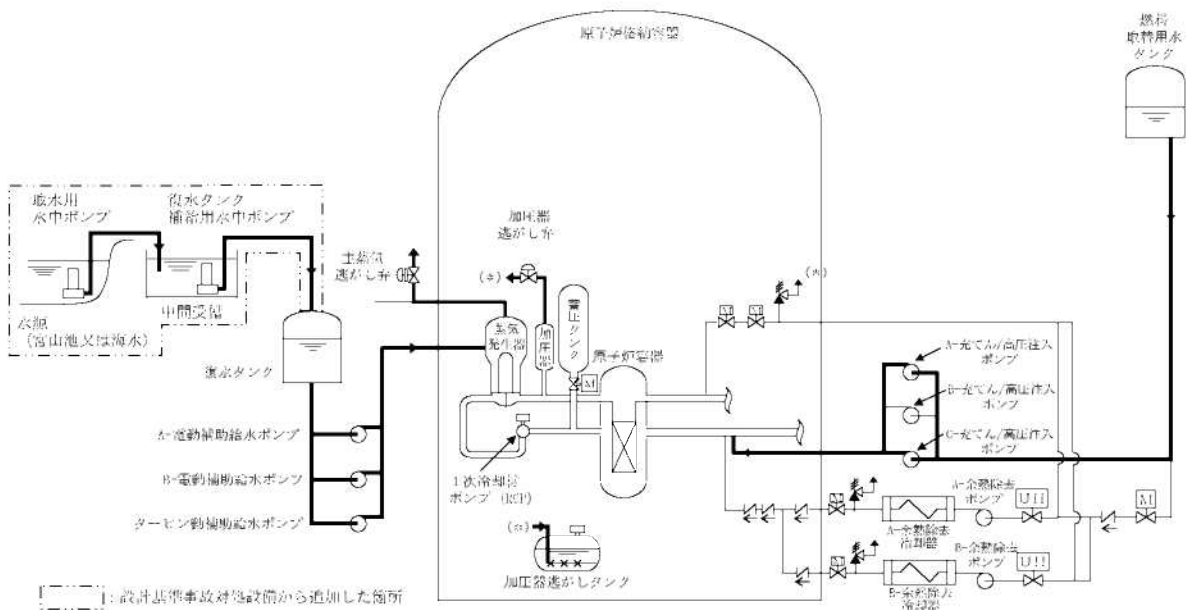 原子炉格納容器
燃料
取替用水
タンク
取水用
水中ポンプ
復水タンク
補給用水中ポンプ
中間受槽
水源
(宮山池又は海水)
復水タンク
主蒸気
逃がし弁
加圧器
逃がし弁
(*)
蒸気
発生器
加圧器
蓄圧タンク
M
原子炉容器
M
M
A-充てん/高圧注入
ポンプ
B-充てん/高圧注入
ポンプ
C-充てん/高圧注入
ポンプ
A-電動補助給水ポンプ
B-電動補助給水ポンプ
タービン動補助給水ポンプ
1次冷却材
ポンプ (RCP)
(*)
加圧器逃がしタンク
M
A-余熱除去
冷却器
A-余熱除去
ポンプ
M
M
B-余熱除去
冷却器
B-余熱除去
ポンプ
:設計基準事故対処設備から追加した箇所